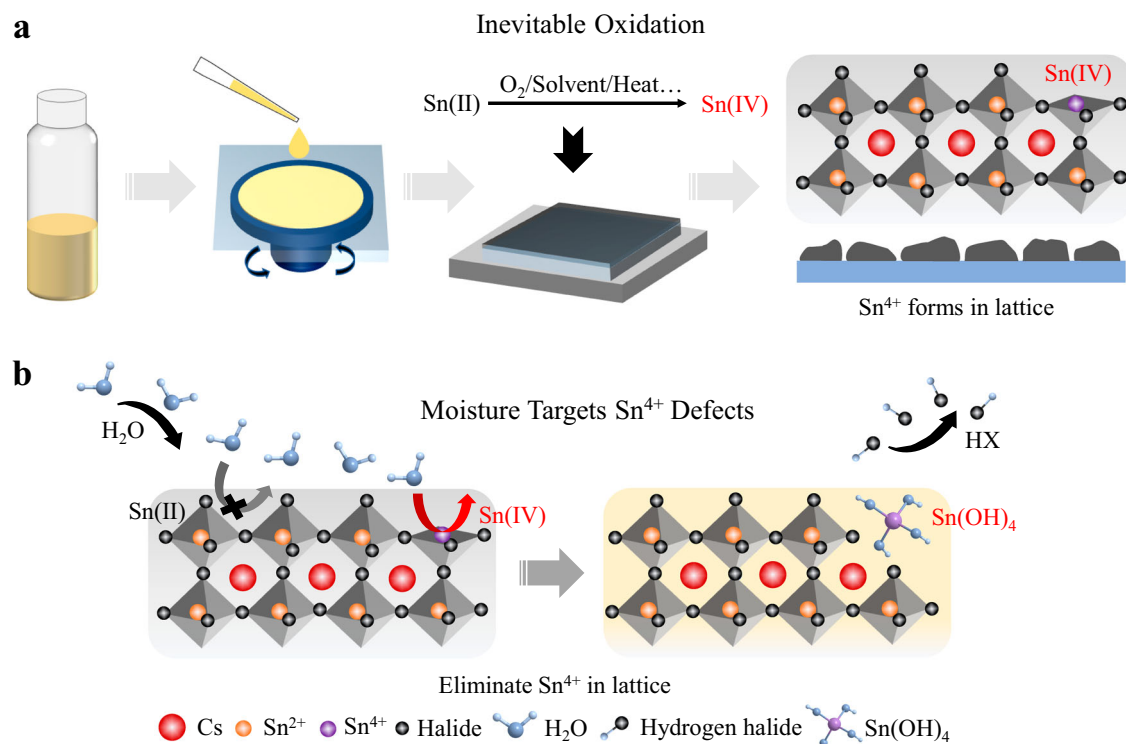 a
Inevitable Oxidation
Sn(II)
O₂/Solvent/Heat…
Sn(IV)
Sn(IV)
Sn⁴⁺ forms in lattice
b
Moisture Targets Sn⁴⁺ Defects
H₂O
HX
Sn(II)
Sn(IV)
Sn(OH)₄
Eliminate Sn⁴⁺ in lattice
Cs Sn²⁺ Sn⁴⁺ Halide H₂O Hydrogen halide Sn(OH)₄